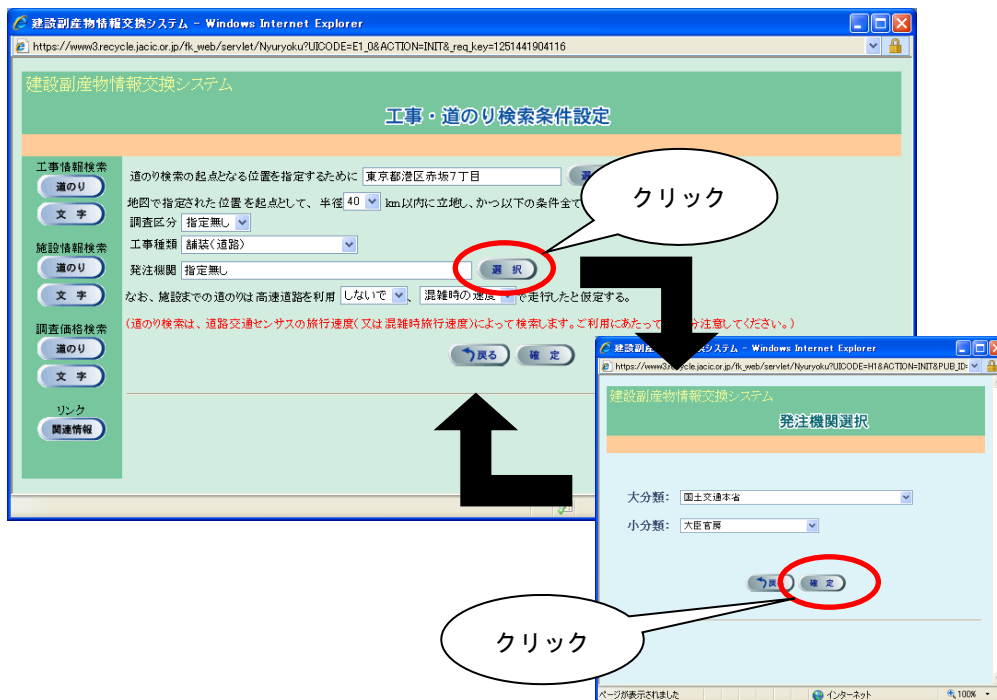 建設副産物情報交換システム - Windows Internet Explorer
https://www3.recycle.jacic.or.jp/fk_web/servlet/Nyuryoku?UICODE=E1_0&ACTION=INIT&_req_key=1251441904116
建設副産物情報交換システム
工事・道のり検索条件設定
工事情報検索
道のり
文 字
施設情報検索
道のり
文 字
調査価格検索
道のり
文 字
リンク
関連情報
道のり検索の起点となる位置を指定するために 東京都港区赤坂7丁目
地図で指定された位置を起点として、半径 40 km以内に立地し、かつ以下の条件全て
調査区分 指定無し
工事種類 舗装(道路)
発注機関 指定無し 選 択
なお、施設までの道のりは高速道路を利用 しないで 、 混雑時の速度 で走行したと仮定する。
(道のり検索は、道路交通センサスの旅行速度(又は混雑時旅行速度)によって検索します。ご利用にあたって 分注意してください。)
戻る 確 定
クリック
建設副 換システム - Windows Internet Explorer
https://www3.recycle.jacic.or.jp/fk_web/servlet/Nyuryoku?UICODE=H1&ACTION=INIT&PUB_ID=
建設副産物情報交換システム
発注機関選択
大分類: 国土交通本省
小分類: 大臣官房
戻 確 定
クリック
ページが表示されました インターネット 100%